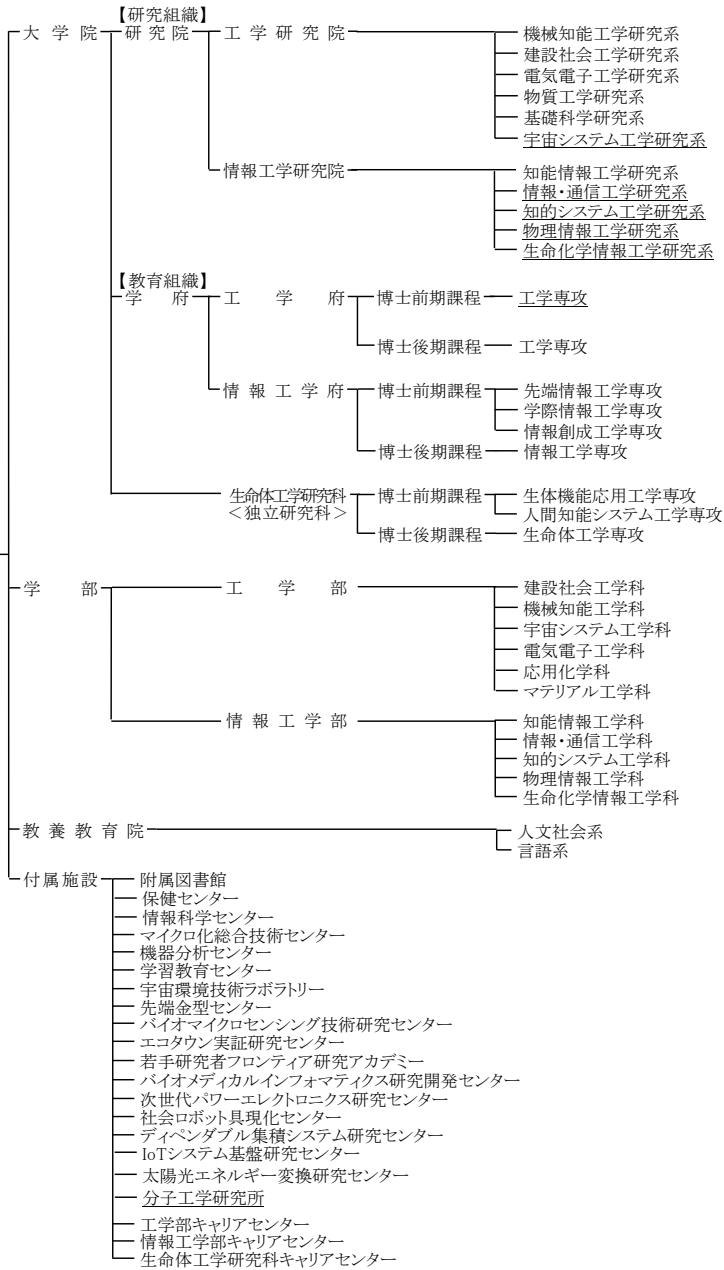 【研究組織】
大学院 研究院 工学研究院 機械知能工学研究系
建設社会工学研究系
電気電子工学研究系
物質工学研究系
基礎科学研究系
宇宙システム工学研究系
情報工学研究院 知能情報工学研究系
情報・通信工学研究系
知的システム工学研究系
物理情報工学研究系
生命化学情報工学研究系
【教育組織】
学府 工学府 博士前期課程 工学専攻
博士後期課程 工学専攻
情報工学府 博士前期課程 先端情報工学専攻
学際情報工学専攻
情報創成工学専攻
博士後期課程 情報工学専攻
生命体工学研究科 博士前期課程 生体機能応用工学専攻
＜独立研究科＞ 人間知能システム工学専攻
博士後期課程 生命体工学専攻
学部 工学部 建設社会工学科
機械知能工学科
宇宙システム工学科
電気電子工学科
応用化学科
マテリアル工学科
情報工学部 知能情報工学科
情報・通信工学科
知的システム工学科
物理情報工学科
生命化学情報工学科
教養教育院 人文社会系
言語系
付属施設 附属図書館
保健センター
情報科学センター
マイクロ化総合技術センター
機器分析センター
学習教育センター
宇宙環境技術ラボラトリー
先端金型センター
バイオマイクロセンシング技術研究センター
エコタウン実証研究センター
若手研究者フロンティア研究アカデミー
バイオメディカルインフォマティクス研究開発センター
次世代パワーエレクトロニクス研究センター
社会ロボット具現化センター
ディペンダブル集積システム研究センター
IoTシステム基盤研究センター
太陽光エネルギー変換研究センター
分子工学研究所
工学部キャリアセンター
情報工学部キャリアセンター
生命体工学研究科キャリアセンター